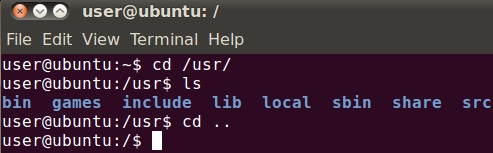 user@ubuntu: /
File Edit View Terminal Help
user@ubuntu:~$ cd /usr/
user@ubuntu:/usr$ ls
bin games include lib local sbin share src
user@ubuntu:/usr$ cd ..
user@ubuntu:/$